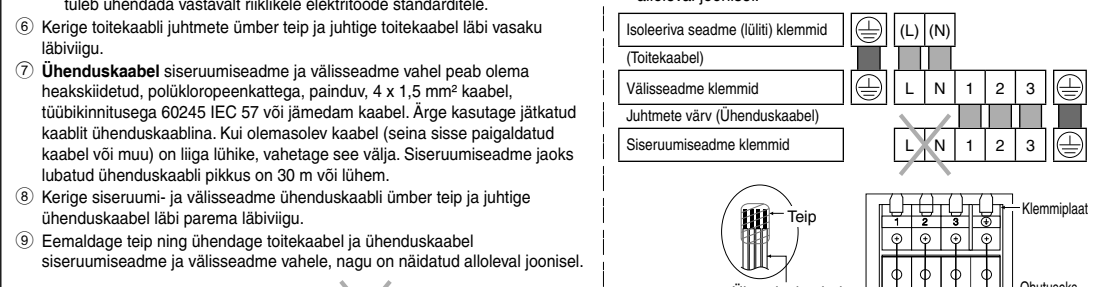 tuleb ühendada vastavalt riiklikele elektritööde standarditele.
⑥ Kerige toitekaabli juhtmete ümber teip ja juhtige toitekaabel läbi vasaku
läbiviigu.
⑦ Ühenduskaabel siseruumiseadme ja välisseadme vahel peab olema
heakskiidetud, polükloropeenkattega, painduv, 4 x 1,5 mm² kaabel,
tüübikinnitusega 60245 IEC 57 või jämedam kaabel. Ärge kasutage jätkatud
kaablit ühenduskaablina. Kui olemasolev kaabel (seina sisse paigaldatud
kaabel või muu) on liiga lühike, vahetage see välja. Siseruumiseadme jaoks
lubatud ühenduskaabli pikkus on 30 m või lühem.
⑧ Kerige siseruumi- ja välisseadme ühenduskaabli ümber teip ja juhtige
ühenduskaabel läbi parema läbiviigu.
⑨ Eemaldage teip ning ühendage toitekaabel ja ühenduskaabel
siseruumiseadme ja välisseadme vahele, nagu on näidatud alloleval joonisel.
alloleval joonisel.
Isoleeriva seadme (lüliti) klemmid (L) (N)
(Toitekaabel)
Välisseadme klemmid L N 1 2 3
Juhtmete värv (Ühenduskaabel)
Siseruumiseadme klemmid L N 1 2 3
Teip
Klemmiplaat
1 2 3